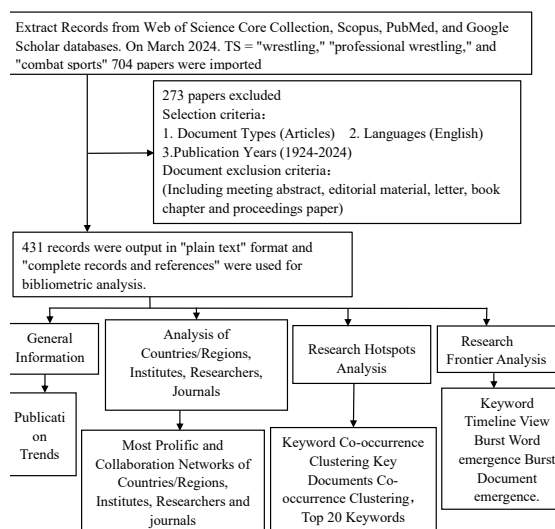 Extract Records from Web of Science Core Collection, Scopus, PubMed, and Google
Scholar databases. On March 2024. TS = "wrestling," "professional wrestling," and
"combat sports" 704 papers were imported
273 papers excluded
Selection criteria：
1. Document Types (Articles) 2. Languages (English)
3.Publication Years (1924-2024)
Document exclusion criteria:
(Including meeting abstract, editorial material, letter, book
chapter and proceedings paper)
431 records were output in "plain text" format and
"complete records and references" were used for
bibliometric analysis.
General
Information
Analysis of
Countries/Regions,
Institutes, Researchers,
Journals
Research Hotspots
Analysis
Research
Frontier Analysis
Publicati
on
Trends
Most Prolific and
Collaboration Networks of
Countries/Regions,
Institutes, Researchers and
journals
Keyword Co-occurrence
Clustering Key
Documents Co-
occurrence Clustering，
Top 20 Keywords
Keyword
Timeline View
Burst Word
emergence Burst
Document
emergence.